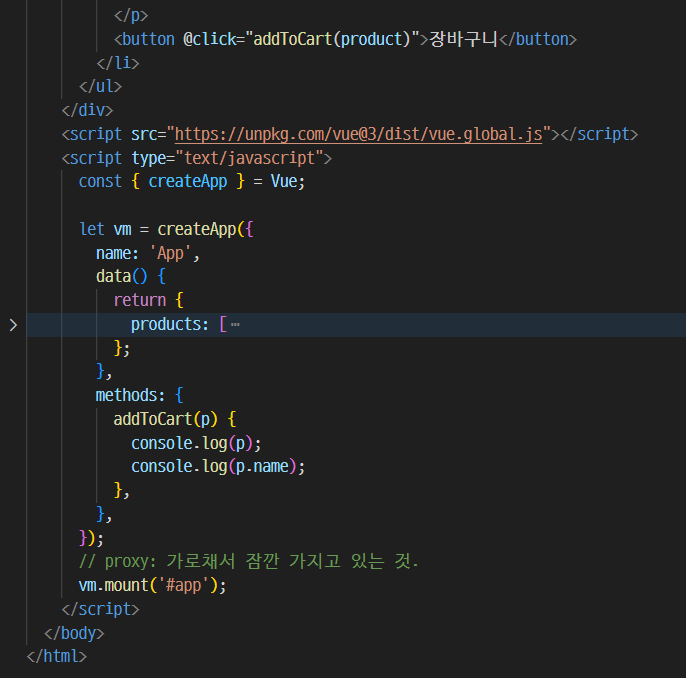 </p>
<button @click="addToCart(product)">장바구니</button>
</li>
</ul>
</div>
<script src="https://unpkg.com/vue@3/dist/vue.global.js"></script>
<script type="text/javascript">
const { createApp } = Vue;
let vm = createApp({
name: 'App',
data() {
return {
products: [ …
};
},
methods: {
addToCart(p) {
console.log(p);
console.log(p.name);
},
},
});
// proxy: 가로채서 잠깐 가지고 있는 것.
vm.mount('#app');
</script>
</body>
</html>